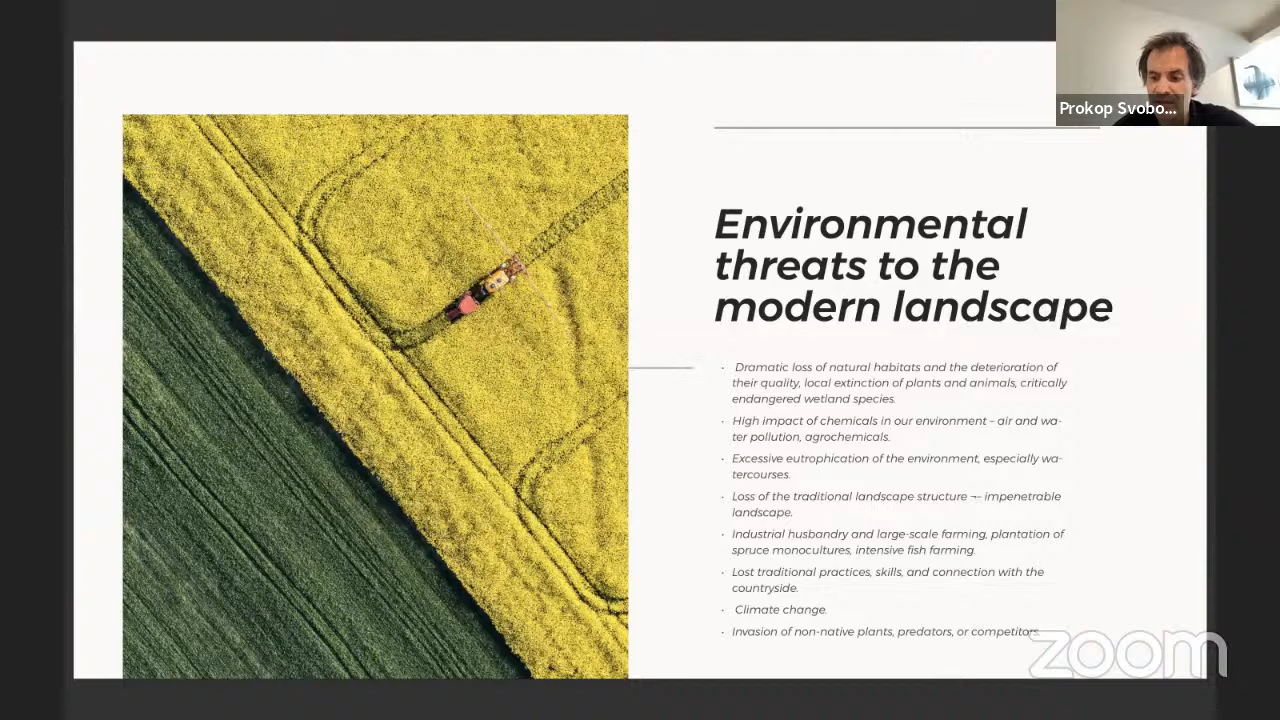 Prokop Svobo...
Environmental
threats to the
modern landscape
· Dramatic loss of natural habitats and the deterioration of
their quality, local extinction of plants and animals, critically
endangered wetland species.
· High impact of chemicals in our environment – air and wa-
ter pollution, agrochemicals.
· Excessive eutrophication of the environment, especially wa-
tercourses.
· Loss of the traditional landscape structure ¬– impenetrable
landscape.
· Industrial husbandry and large-scale farming, plantation of
spruce monocultures, intensive fish farming.
· Lost traditional practices, skills, and connection with the
countryside.
· Climate change.
· Invasion of non-native plants, predators, or competitors.
zoom